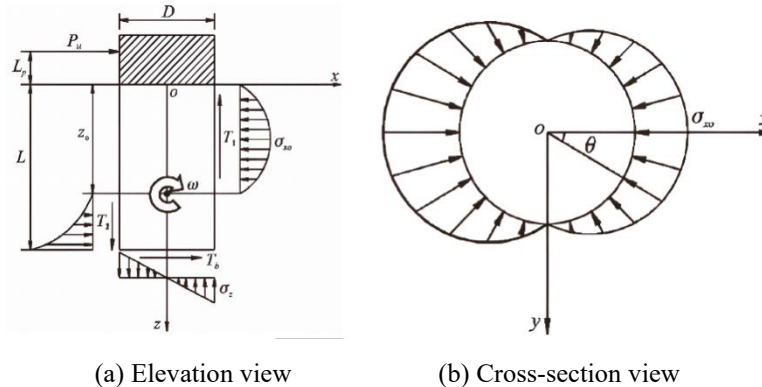 D
P_u
L_p
x
o
z_o
T_1
σ_xo
L
ω
T_2
T_b
σ_z
z
σ_xo
x
o
θ
y
(a) Elevation view
(b) Cross-section view